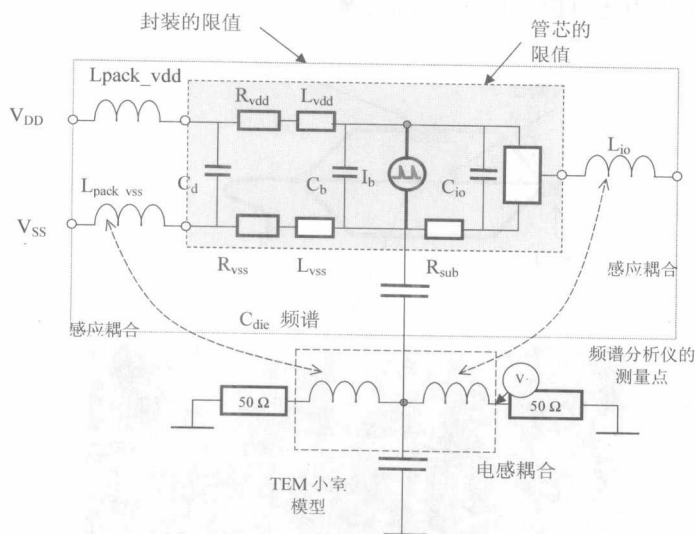 封装的限值
管芯的
限值
Lpack_vdd
Rvdd
Lvdd
VDD
Lio
Cd
Cb
Ib
Cio
Lpack vss
VSS
Rvss
Lvss
Rsub
感应耦合
Cdie 频谱
感应耦合
频谱分析仪的
测量点
V
50 Ω
50 Ω
电感耦合
TEM 小室
模型